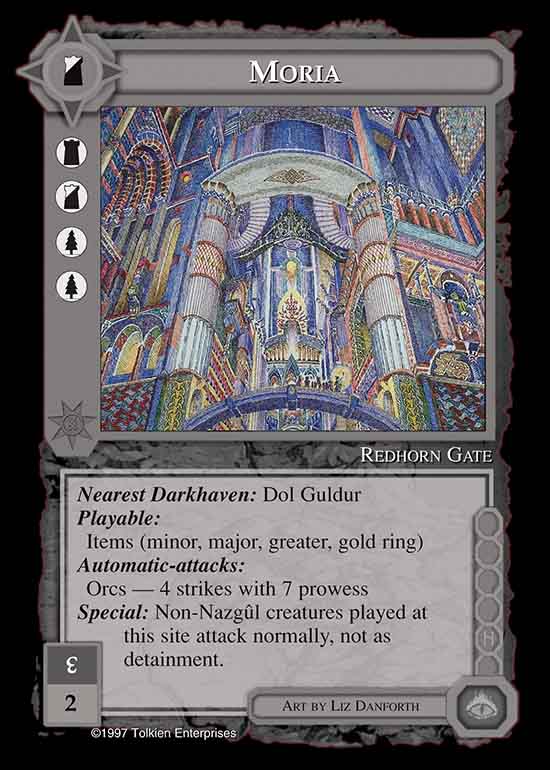 MORIA
REDHORN GATE
Nearest Darkhaven: Dol Guldur
Playable:
Items (minor, major, greater, gold ring)
Automatic-attacks:
Orcs — 4 strikes with 7 prowess
Special: Non-Nazgûl creatures played at
this site attack normally, not as
detainment.
ε
2
H
ART BY LIZ DANFORTH
©1997 Tolkien Enterprises